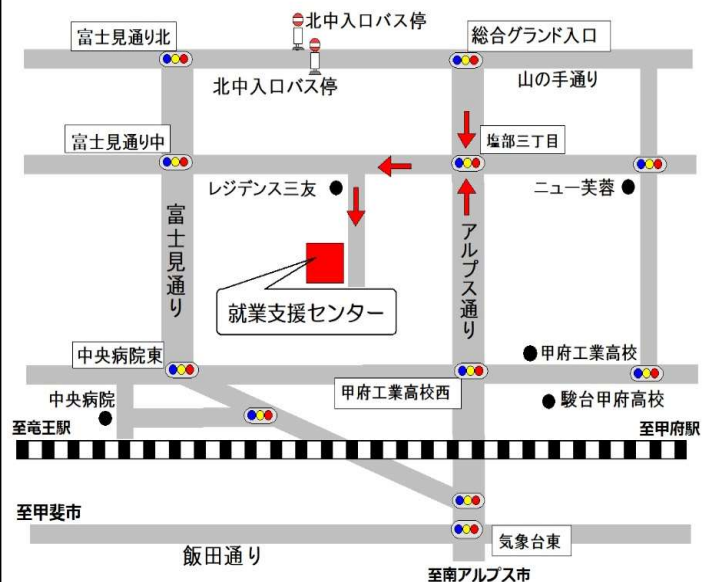 北中入口バス停
富士見通り北
総合グランド入口
北中入口バス停
山の手通り
富士見通り中
塩部三丁目
レジデンス三友
ニュー芙蓉
富士見通り
アルプス通り
就業支援センター
中央病院東
甲府工業高校
甲府工業高校西
中央病院
駿台甲府高校
至竜王駅
至甲府駅
至甲斐市
飯田通り
気象台東
至南アルプス市